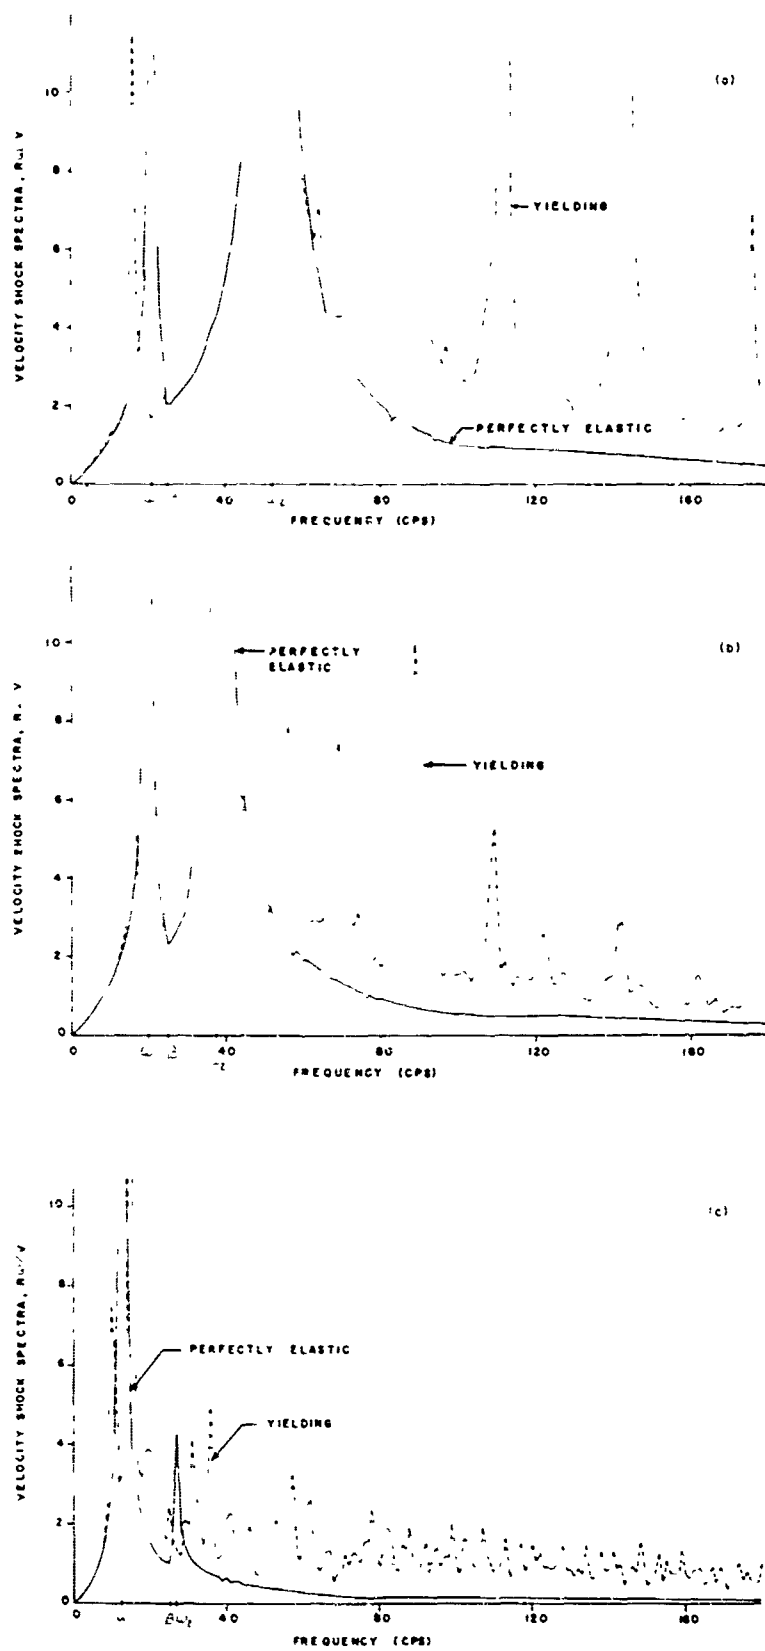 (a)
VELOCITY SHOCK SPECTRA,
10
8
6
4
2
0
YIELDING
PERFECTLY ELASTIC
0 40 80 120 160
FREQUENCY (CPS)
(b)
VELOCITY SHOCK SPECTRA,
10
8
6
4
2
0
PERFECTLY
ELASTIC
YIELDING
0 40 80 120 160
FREQUENCY (CPS)
(c)
VELOCITY SHOCK SPECTRA,
10
8
6
4
2
0
PERFECTLY ELASTIC
YIELDING
0 40 80 120 160
FREQUENCY (CPS)